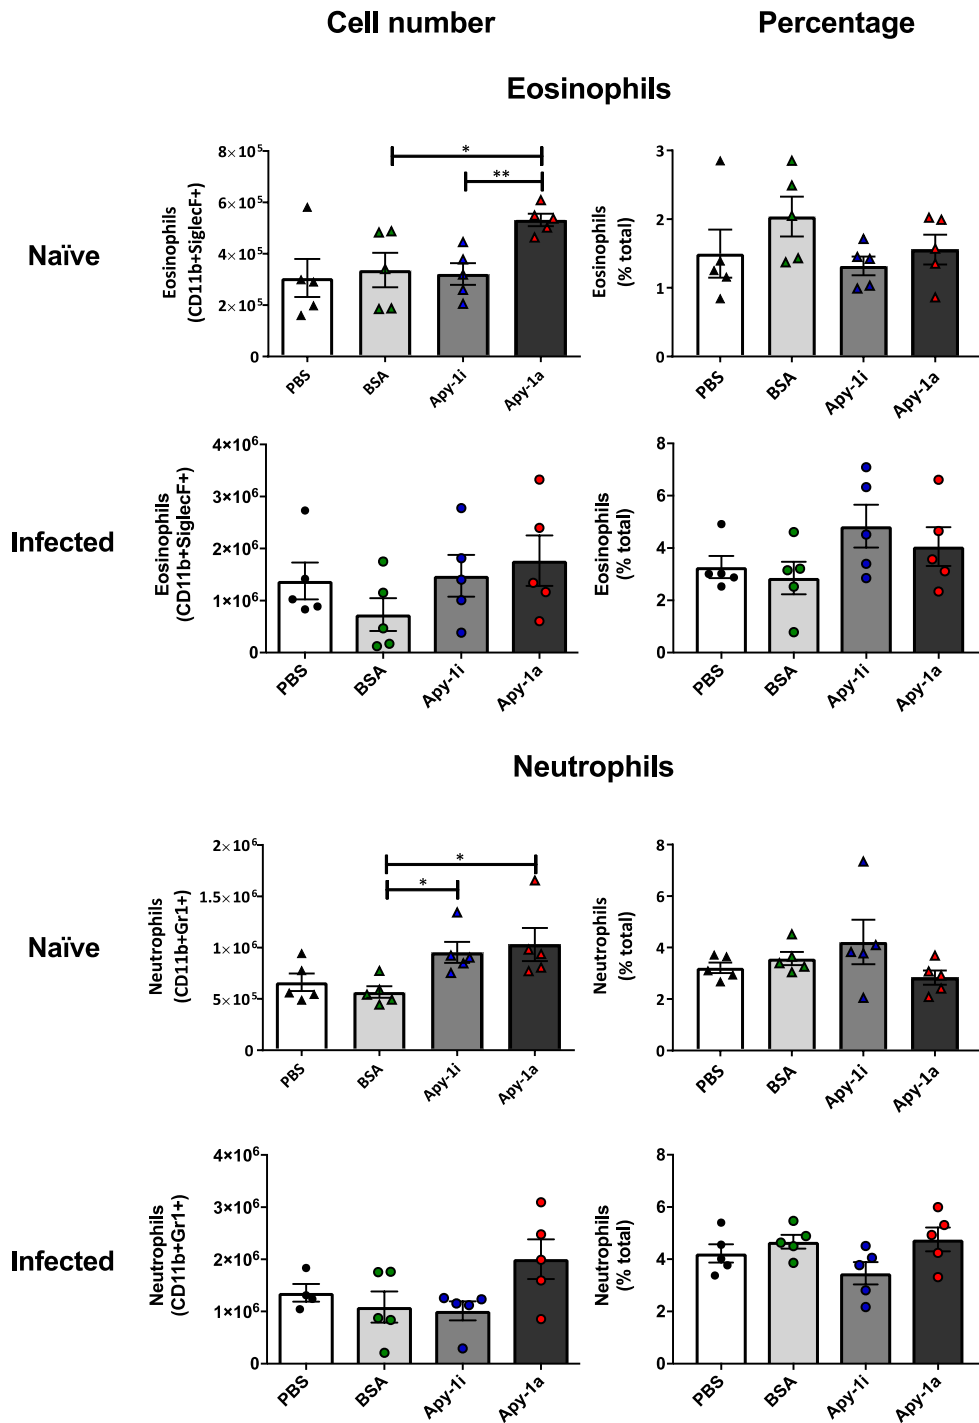 Cell number Percentage
Eosinophils
Naïve
Eosinophils
(CD11b+SiglecF+)
8×10⁵
6×10⁵
4×10⁵
2×10⁵
0
*
**
PBS BSA Apy-1i Apy-1a
Eosinophils
(% total)
3
2
1
0
PBS BSA Apy-1i Apy-1a
Infected
Eosinophils
(CD11b+SiglecF+)
4×10⁶
3×10⁶
2×10⁶
1×10⁶
0
PBS BSA Apy-1i Apy-1a
Eosinophils
(% total)
8
6
4
2
0
PBS BSA Apy-1i Apy-1a
Neutrophils
Naïve
Neutrophils
(CD11b+Gr1+)
2×10⁶
1.5×10⁶
1×10⁶
5×10⁵
0
*
*
PBS BSA Apy-1i Apy-1a
Neutrophils
(% total)
8
6
4
2
0
PBS BSA Apy-1i Apy-1a
Infected
Neutrophils
(CD11b+Gr1+)
4×10⁶
3×10⁶
2×10⁶
1×10⁶
0
PBS BSA Apy-1i Apy-1a
Neutrophils
(% total)
8
6
4
2
0
PBS BSA Apy-1i Apy-1a